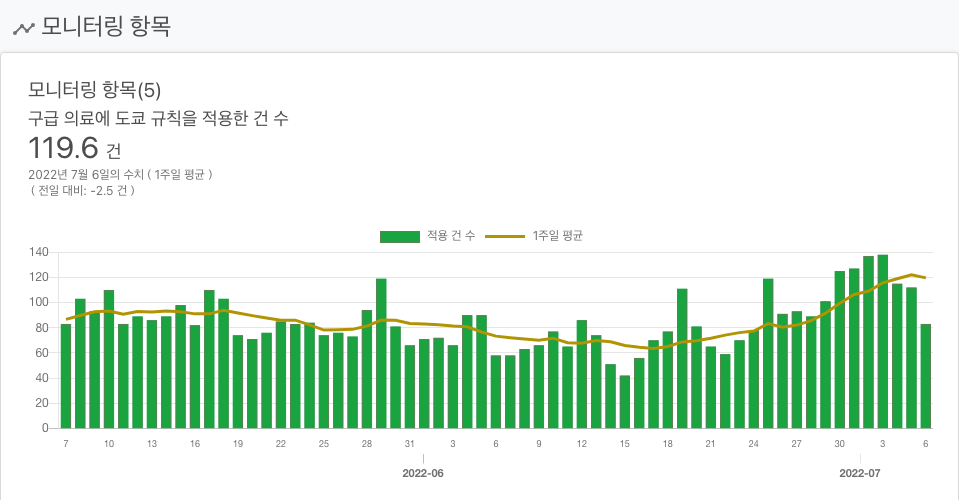 모니터링 항목
모니터링 항목(5)
구급 의료에 도쿄 규칙을 적용한 건 수
119.6 건
2022년 7월 6일의 수치 ( 1주일 평균 )
( 전일 대비: -2.5 건 )
적용 건 수 1주일 평균
140
120
100
80
60
40
20
0
7 10 13 16 19 22 25 28 31 3 6 9 12 15 18 21 24 27 30 3 6
2022-06 2022-07